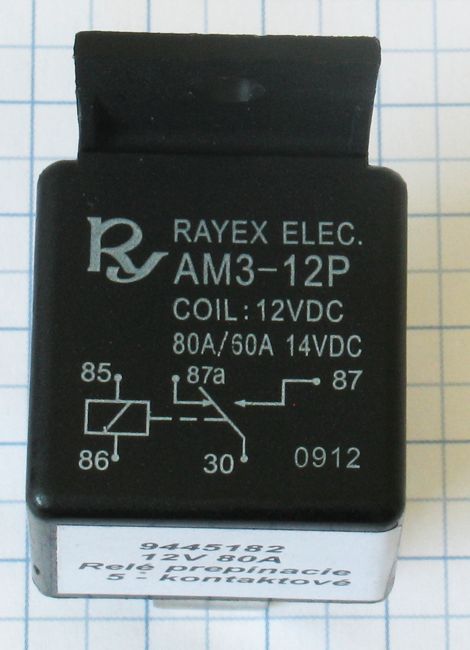 Ry RAYEX ELEC.
AM3-12P
COIL:12VDC
80A/60A 14VDC
85 87a 87
86 30 0912
9445182
12V 80A
Relé prepínacie
5 - kontaktové